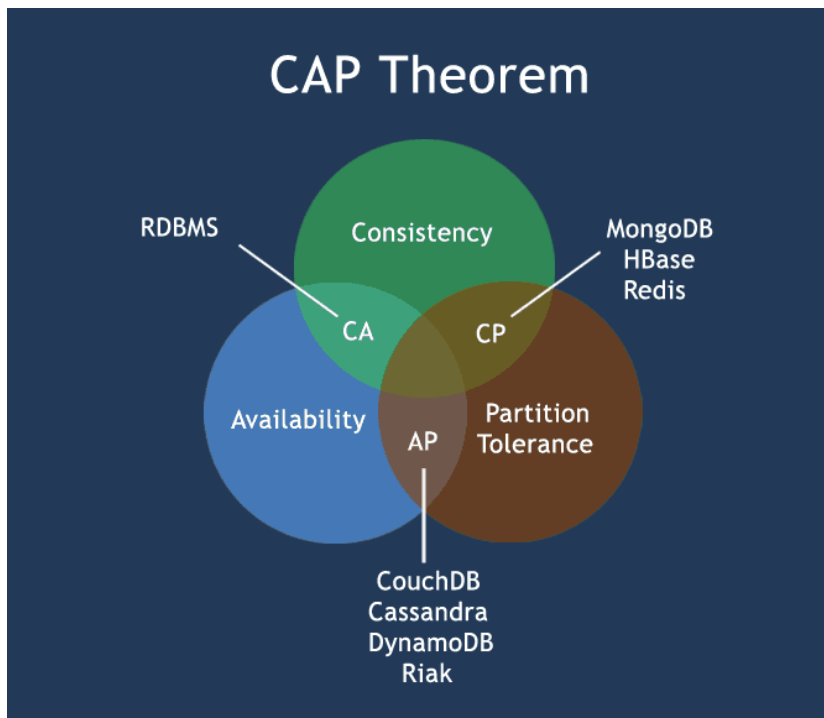 CAP Theorem
RDBMS
Consistency
MongoDB
HBase
Redis
CA
CP
Availability
Partition
Tolerance
AP
CouchDB
Cassandra
DynamoDB
Riak